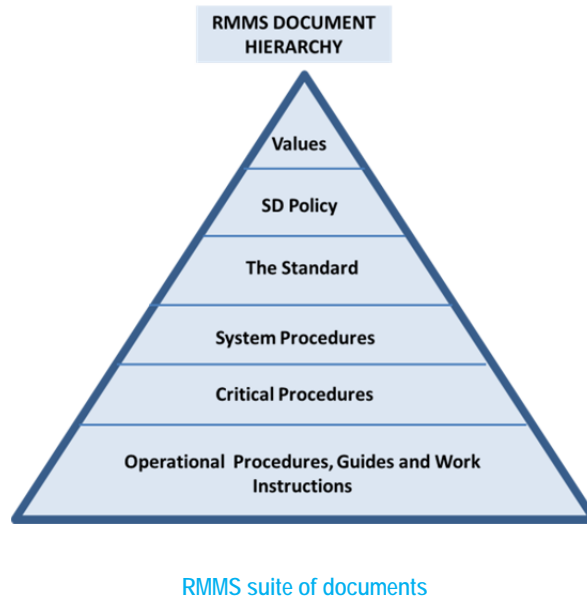 RMMS DOCUMENT
HIERARCHY
Values
SD Policy
The Standard
System Procedures
Critical Procedures
Operational Procedures, Guides and Work
Instructions
RMMS suite of documents